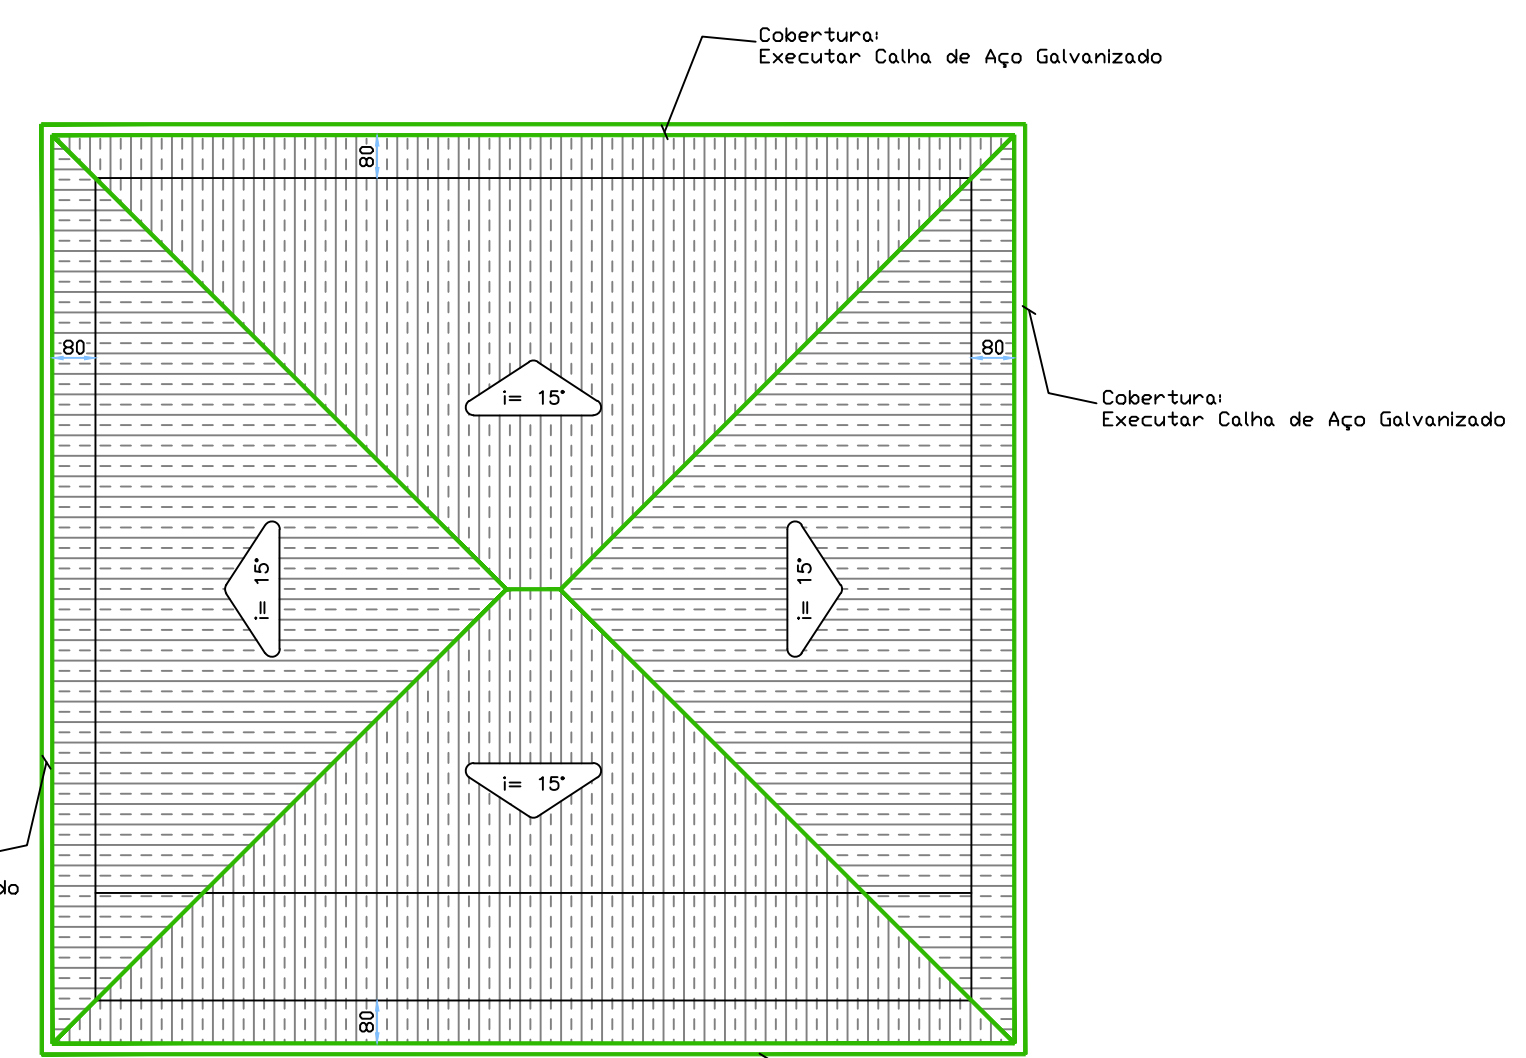 Cobertura:
Executar Calha de Aço Galvanizado
80
80
80
i= 15°
Cobertura:
Executar Calha de Aço Galvanizado
i= 15°
i= 15°
i= 15°
do
80